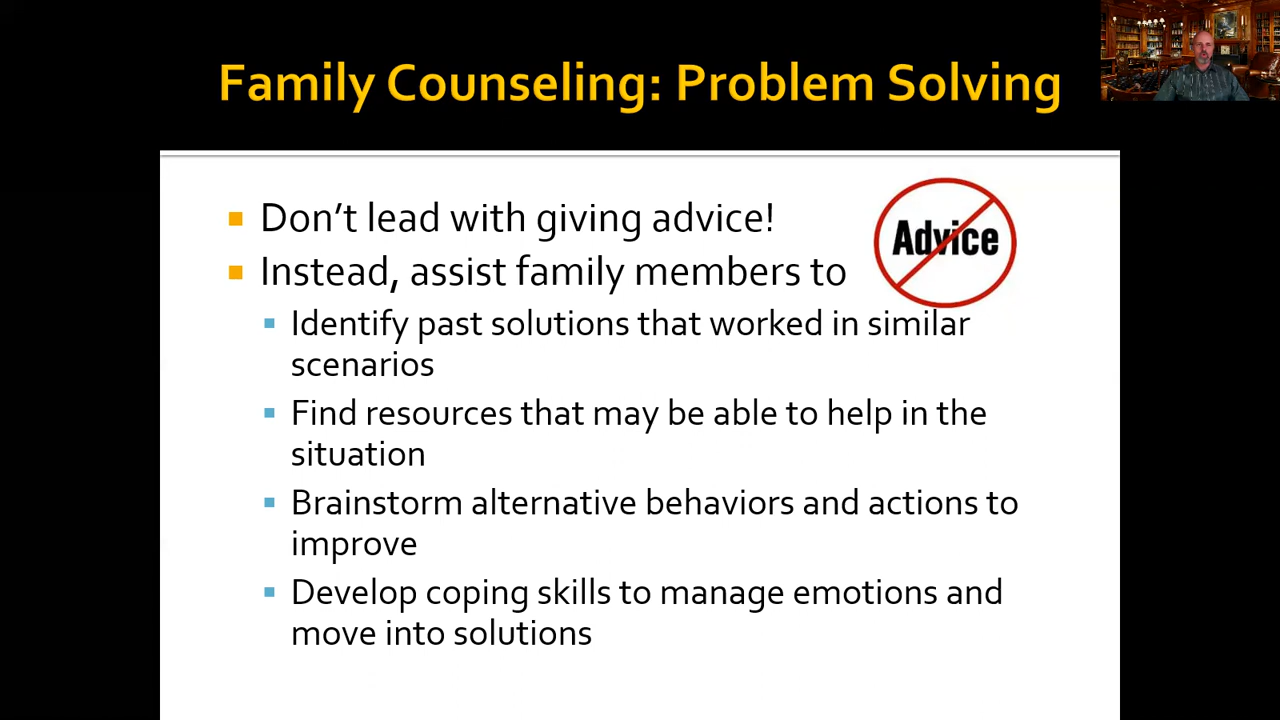 Family Counseling: Problem Solving
Don’t lead with giving advice!
Advice
Instead, assist family members to
Identify past solutions that worked in similar
scenarios
Find resources that may be able to help in the
situation
Brainstorm alternative behaviors and actions to
improve
Develop coping skills to manage emotions and
move into solutions